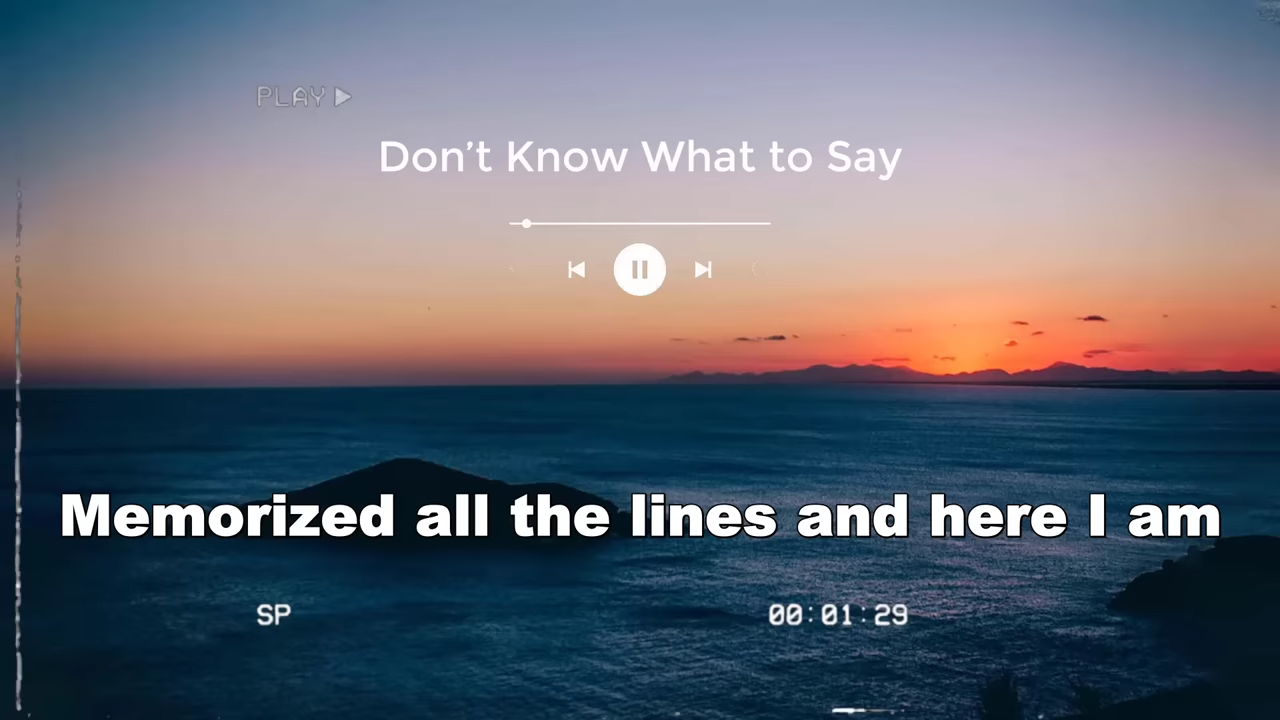 PLAY
Don’t Know What to Say
Memorized all the lines and here I am
SP
00:01:29